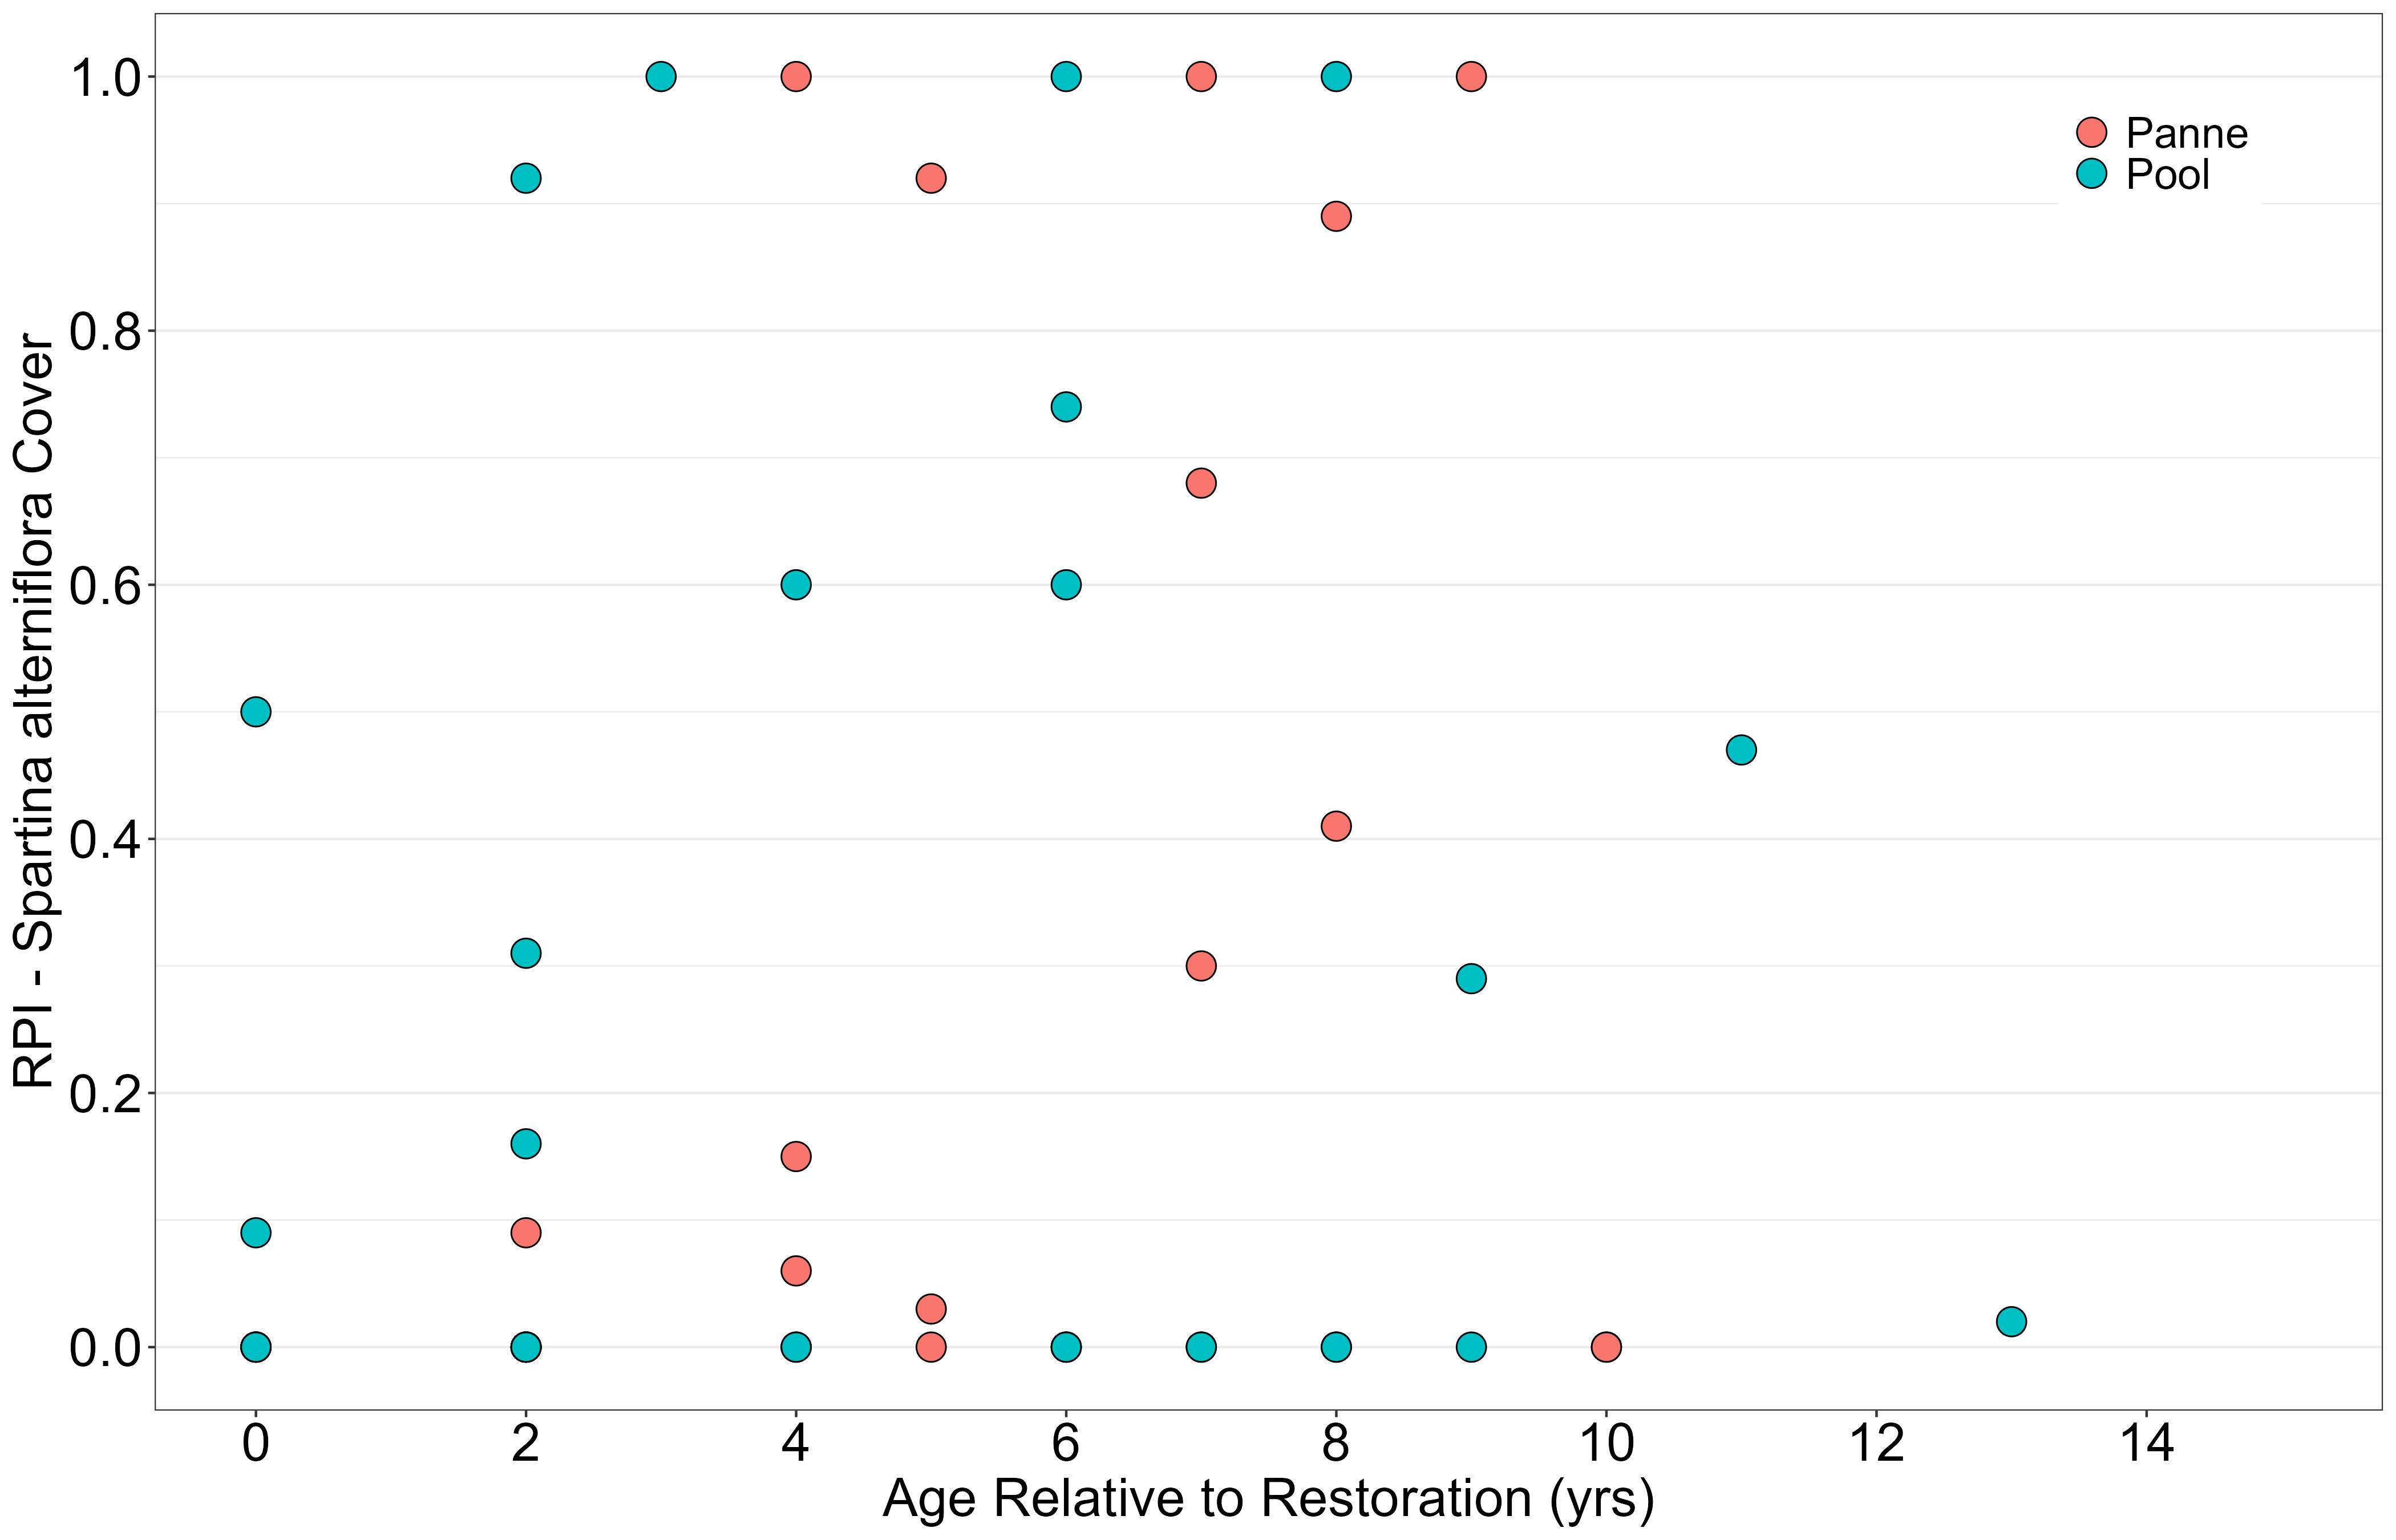 RPI - Spartina alterniflora Cover
1.0
0.8
0.6
0.4
0.2
0.0
Panne
Pool
0 2 4 6 8 10 12 14
Age Relative to Restoration (yrs)